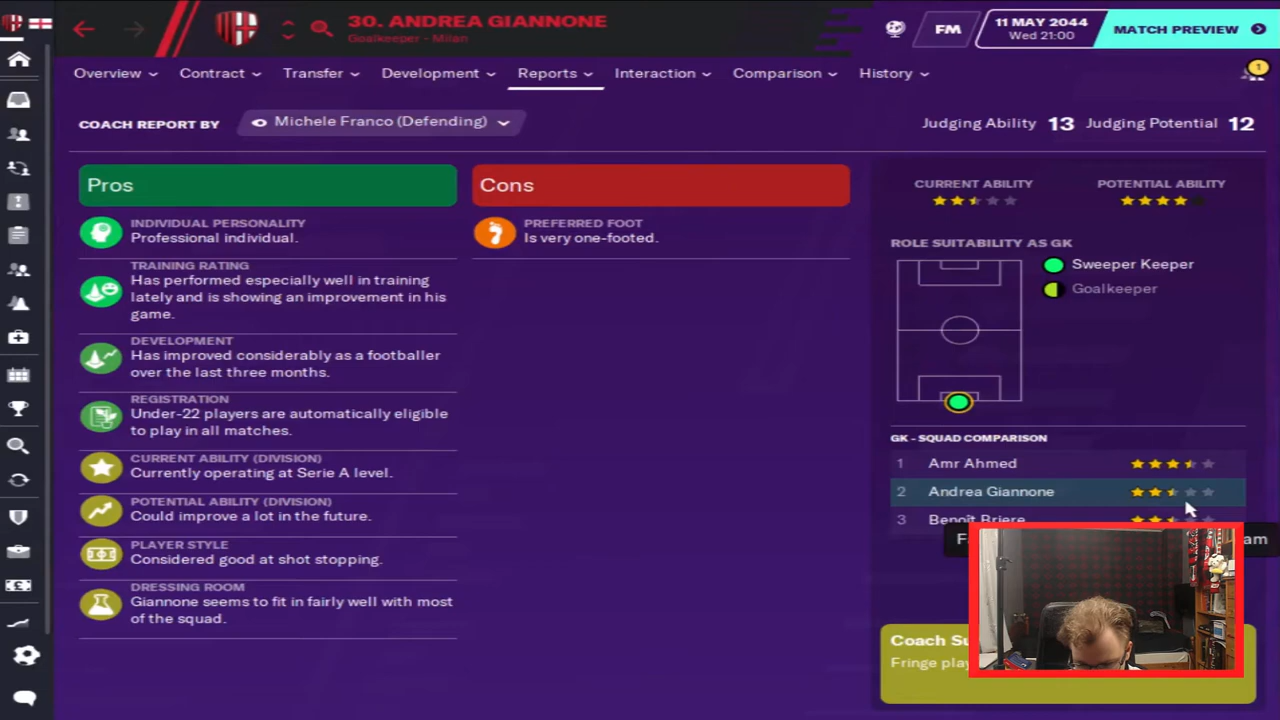 30. ANDREA GIANNONE
Goalkeeper - Milan
FM
11 MAY 2044
Wed 21:00
MATCH PREVIEW
Overview
Contract
Transfer
Development
Reports
Interaction
Comparison
History
1
COACH REPORT BY
Michele Franco (Defending)
Judging Ability 13 Judging Potential 12
Pros
INDIVIDUAL PERSONALITY
Professional individual.
TRAINING RATING
Has performed especially well in training
lately and is showing an improvement in his
game.
DEVELOPMENT
Has improved considerably as a footballer
over the last three months.
REGISTRATION
Under-22 players are automatically eligible
to play in all matches.
CURRENT ABILITY (DIVISION)
Currently operating at Serie A level.
POTENTIAL ABILITY (DIVISION)
Could improve a lot in the future.
PLAYER STYLE
Considered good at shot stopping.
DRESSING ROOM
Giannone seems to fit in fairly well with most
of the squad.
Cons
PREFERRED FOOT
Is very one-footed.
CURRENT ABILITY
POTENTIAL ABILITY
ROLE SUITABILITY AS GK
Sweeper Keeper
Goalkeeper
GK - SQUAD COMPARISON
1 Amr Ahmed
2 Andrea Giannone
3 Benoît Briere
Coach
Fringe